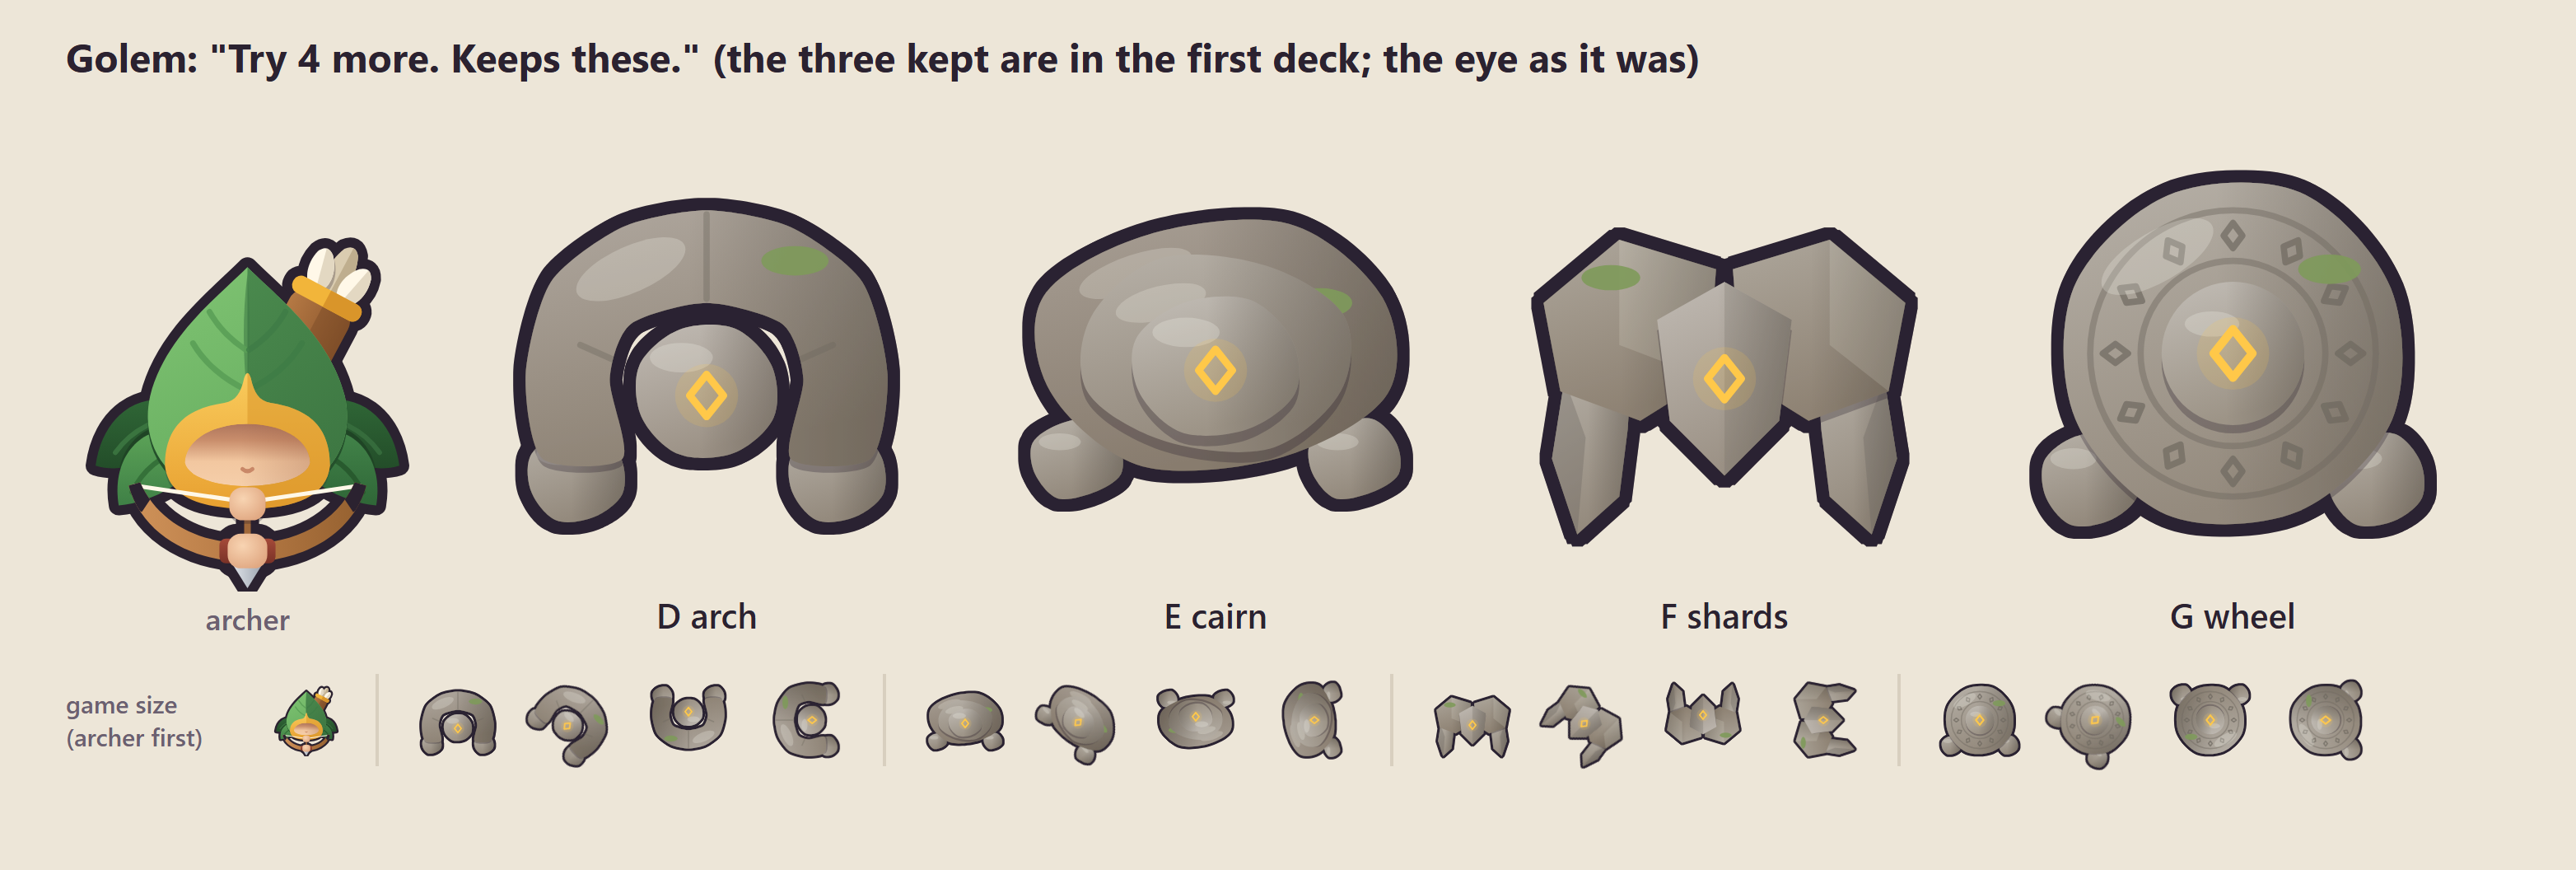 Golem: "Try 4 more. Keeps these." (the three kept are in the first deck; the eye as it was)
archer
D arch
E cairn
F shards
G wheel
game size
(archer first)